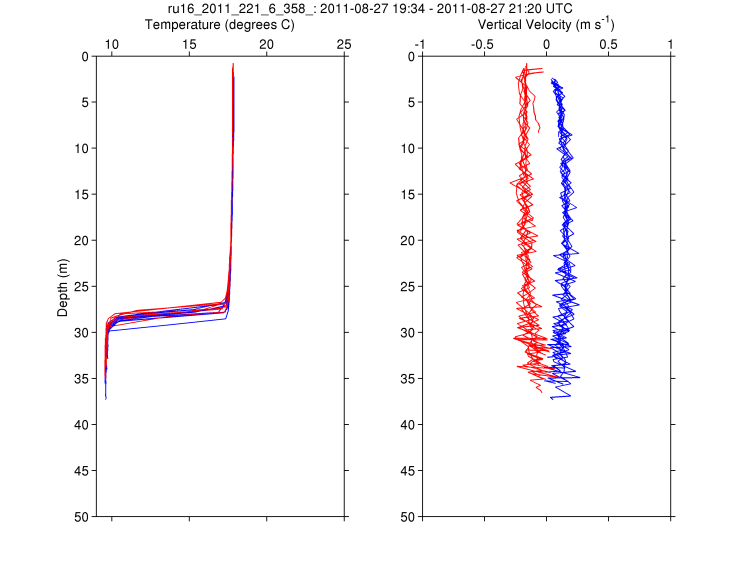 ru16_2011_221_6_358_: 2011-08-27 19:34 - 2011-08-27 21:20 UTC
Temperature (degrees C)
Vertical Velocity (m s-1)
10 15 20 25
-1 -0.5 0 0.5 1
0 0
5 5
10 10
15 15
20 20
25 25
30 30
35 35
40 40
45 45
50 50
Depth (m)